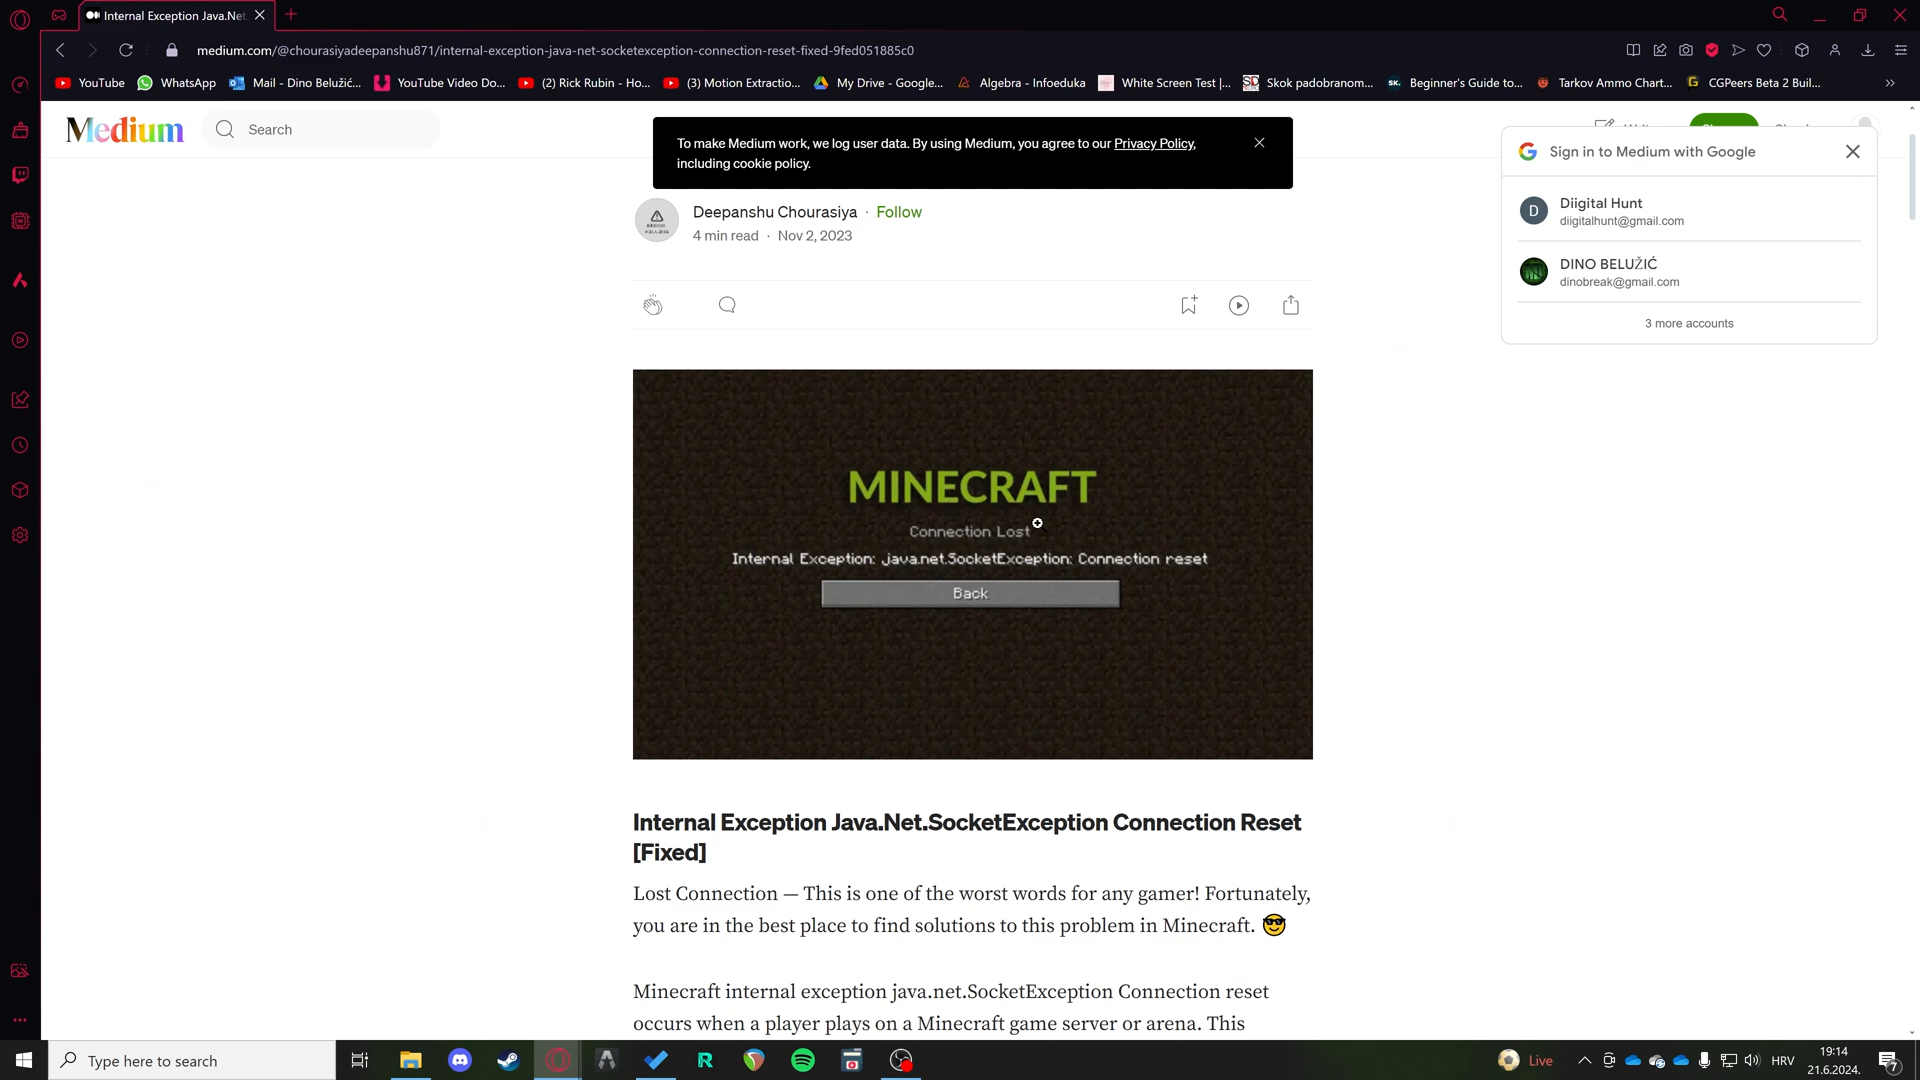 Internal Exception Java.Net
medium.com/@chourasiyadeepanshu871/internal-exception-java-net-socketexception-connection-reset-fixed-9fed051885c0
YouTube
WhatsApp
Mail - Dino Belužić...
YouTube Video Do...
(2) Rick Rubin - Ho...
(3) Motion Extractio...
My Drive - Google...
Algebra - Infoeduka
White Screen Test |...
Skok padobranom...
Beginner's Guide to...
Tarkov Ammo Chart...
CGPeers Beta 2 Buil...
Medium
Search
To make Medium work, we log user data. By using Medium, you agree to our Privacy Policy,
including cookie policy.
Sign in to Medium with Google
D
Diigital Hunt
diigitalhunt@gmail.com
DINO BELUŽIĆ
dinobreak@gmail.com
3 more accounts
Deepanshu Chourasiya · Follow
4 min read · Nov 2, 2023
MINECRAFT
Connection Lost
Internal Exception: java.net.SocketException: Connection reset
Back
Internal Exception Java.Net.SocketException Connection Reset
[Fixed]
Lost Connection — This is one of the worst words for any gamer! Fortunately,
you are in the best place to find solutions to this problem in Minecraft. 😎
Minecraft internal exception java.net.SocketException Connection reset
occurs when a player plays on a Minecraft game server or arena. This
Type here to search
Live
HRV
19:14
21.6.2024.
7